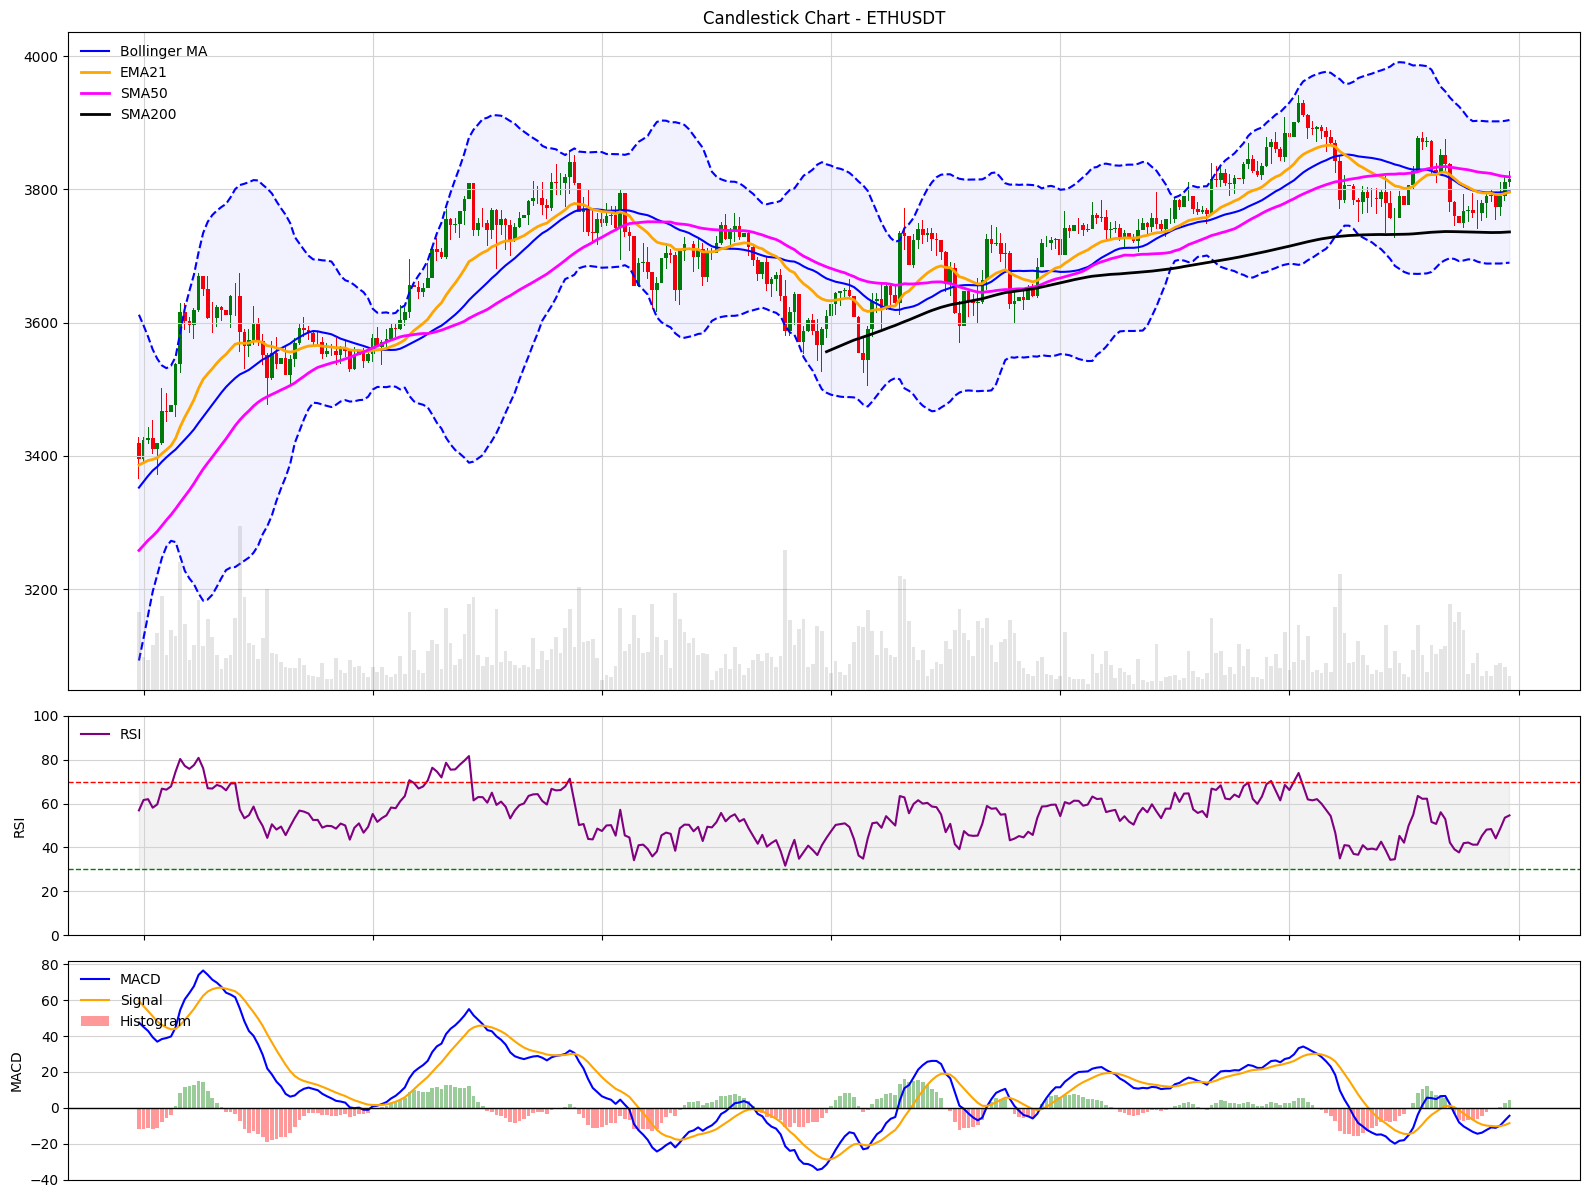 Candlestick Chart - ETHUSDT
4000
3800
3600
3400
3200
Bollinger MA
EMA21
SMA50
SMA200
100
80
60
40
20
0
RSI
RSI
80
60
40
20
0
−20
−40
MACD
MACD
Signal
Histogram